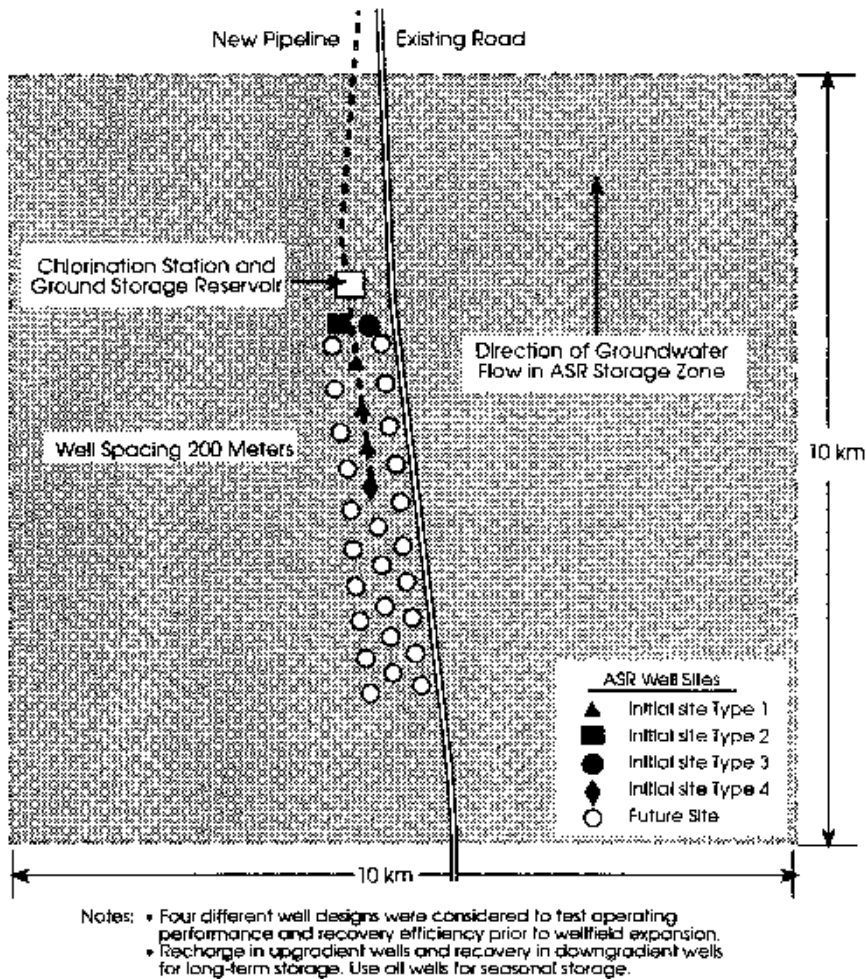 New Pipeline
Existing Road
Chlorination Station and
Ground Storage Reservoir
Direction of Groundwater
Flow in ASR Storage Zone
Well Spacing 200 Meters
10 km
ASR Well Sites
Initial site Type 1
Initial site Type 2
Initial site Type 3
Initial site Type 4
Future Site
10 km
Notes: • Four different well designs were considered to test operating
performance and recovery efficiency prior to wellfield expansion.
• Recharge in upgradient wells and recovery in downgradient wells
for long-term storage. Use all wells for seasonal storage.